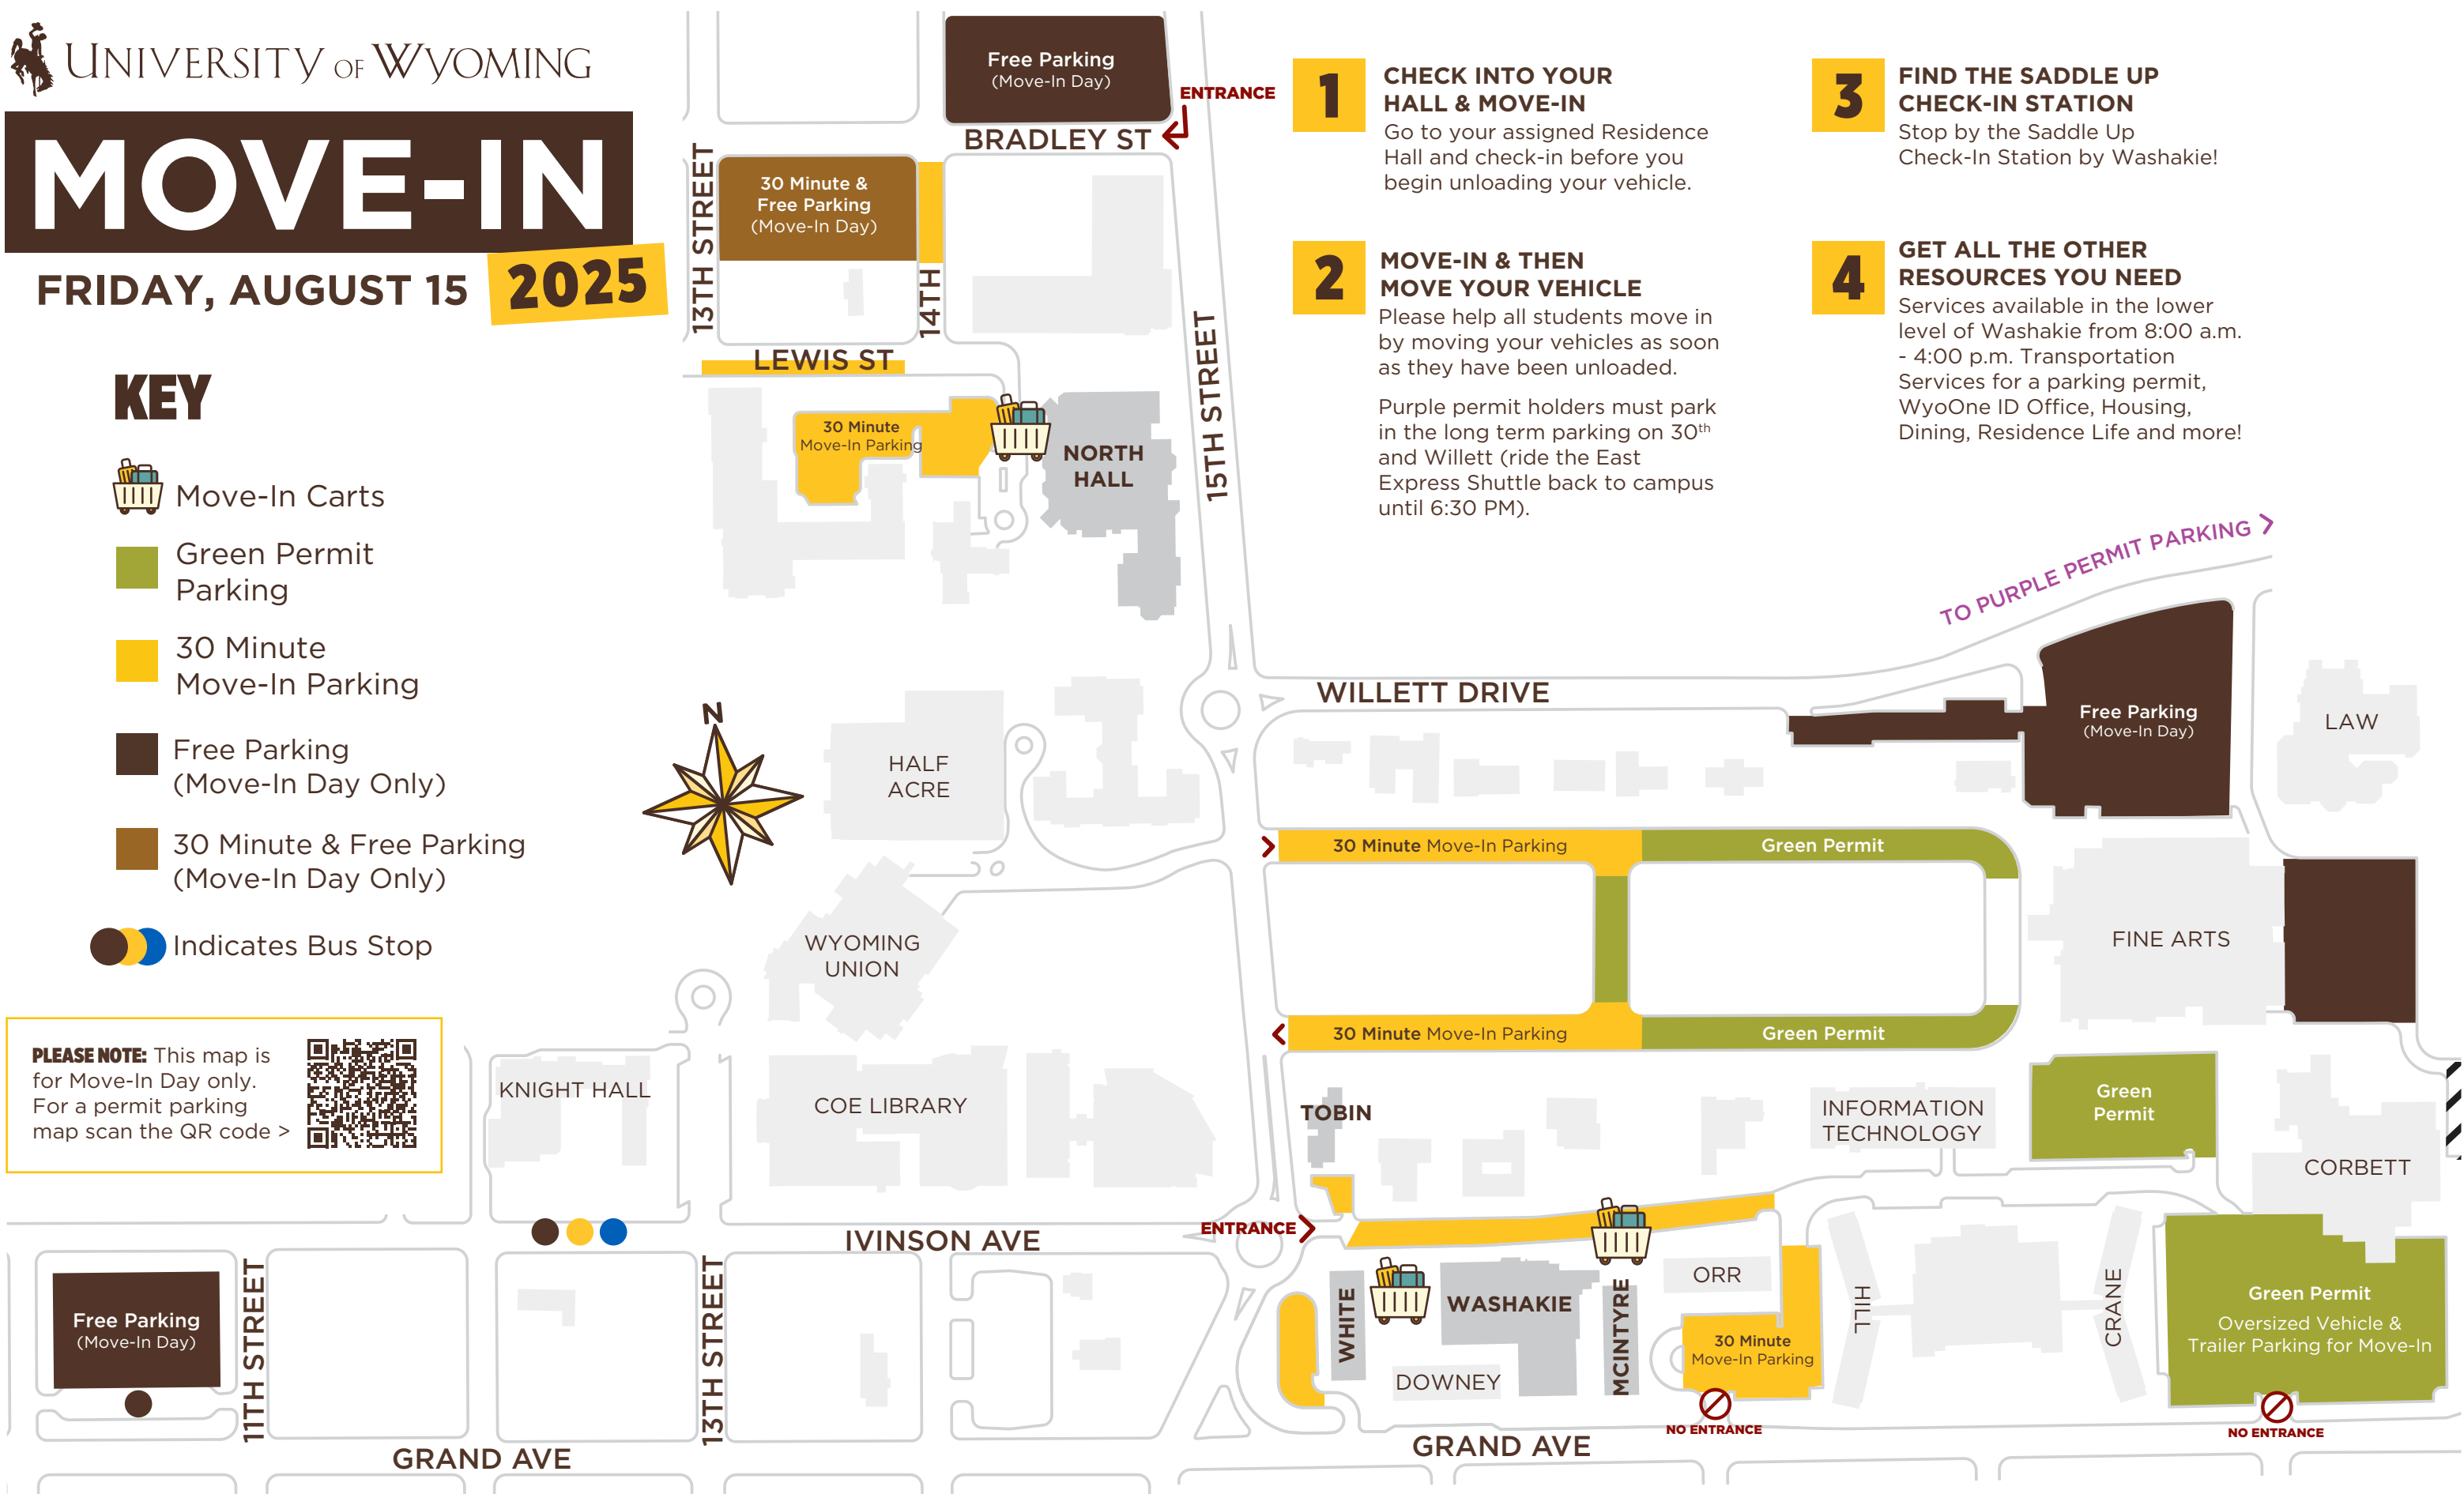 UNIVERSITY OF WYOMING
MOVE-IN
FRIDAY, AUGUST 15 2025
KEY
Move-In Carts
Green Permit
Parking
30 Minute
Move-In Parking
Free Parking
(Move-In Day Only)
30 Minute & Free Parking
(Move-In Day Only)
Indicates Bus Stop
PLEASE NOTE: This map is
for Move-In Day only.
For a permit parking
map scan the QR code >
1
CHECK INTO YOUR
HALL & MOVE-IN
Go to your assigned Residence
Hall and check-in before you
begin unloading your vehicle.
2
MOVE-IN & THEN
MOVE YOUR VEHICLE
Please help all students move in
by moving your vehicles as soon
as they have been unloaded.
Purple permit holders must park
in the long term parking on 30th
and Willett (ride the East
Express Shuttle back to campus
until 6:30 PM).
3
FIND THE SADDLE UP
CHECK-IN STATION
Stop by the Saddle Up
Check-In Station by Washakie!
4
GET ALL THE OTHER
RESOURCES YOU NEED
Services available in the lower
level of Washakie from 8:00 a.m.
- 4:00 p.m. Transportation
Services for a parking permit,
WyoOne ID Office, Housing,
Dining, Residence Life and more!
Free Parking
(Move-In Day)
ENTRANCE
BRADLEY ST
13TH STREET
30 Minute &
Free Parking
(Move-In Day)
14TH
LEWIS ST
15TH STREET
30 Minute
Move-In Parking
NORTH
HALL
TO PURPLE PERMIT PARKING >
N
WILLETT DRIVE
HALF
ACRE
Free Parking
(Move-In Day)
LAW
30 Minute Move-In Parking
Green Permit
WYOMING
UNION
FINE ARTS
30 Minute Move-In Parking
Green Permit
KNIGHT HALL
COE LIBRARY
TOBIN
INFORMATION
TECHNOLOGY
Green
Permit
CORBETT
IVINSON AVE
ENTRANCE
Free Parking
(Move-In Day)
11TH STREET
13TH STREET
WHITE
WASHAKIE
MCINTYRE
ORR
DOWNEY
30 Minute
Move-In Parking
HILL
CRANE
Green Permit
Oversized Vehicle &
Trailer Parking for Move-In
NO ENTRANCE
NO ENTRANCE
GRAND AVE
GRAND AVE